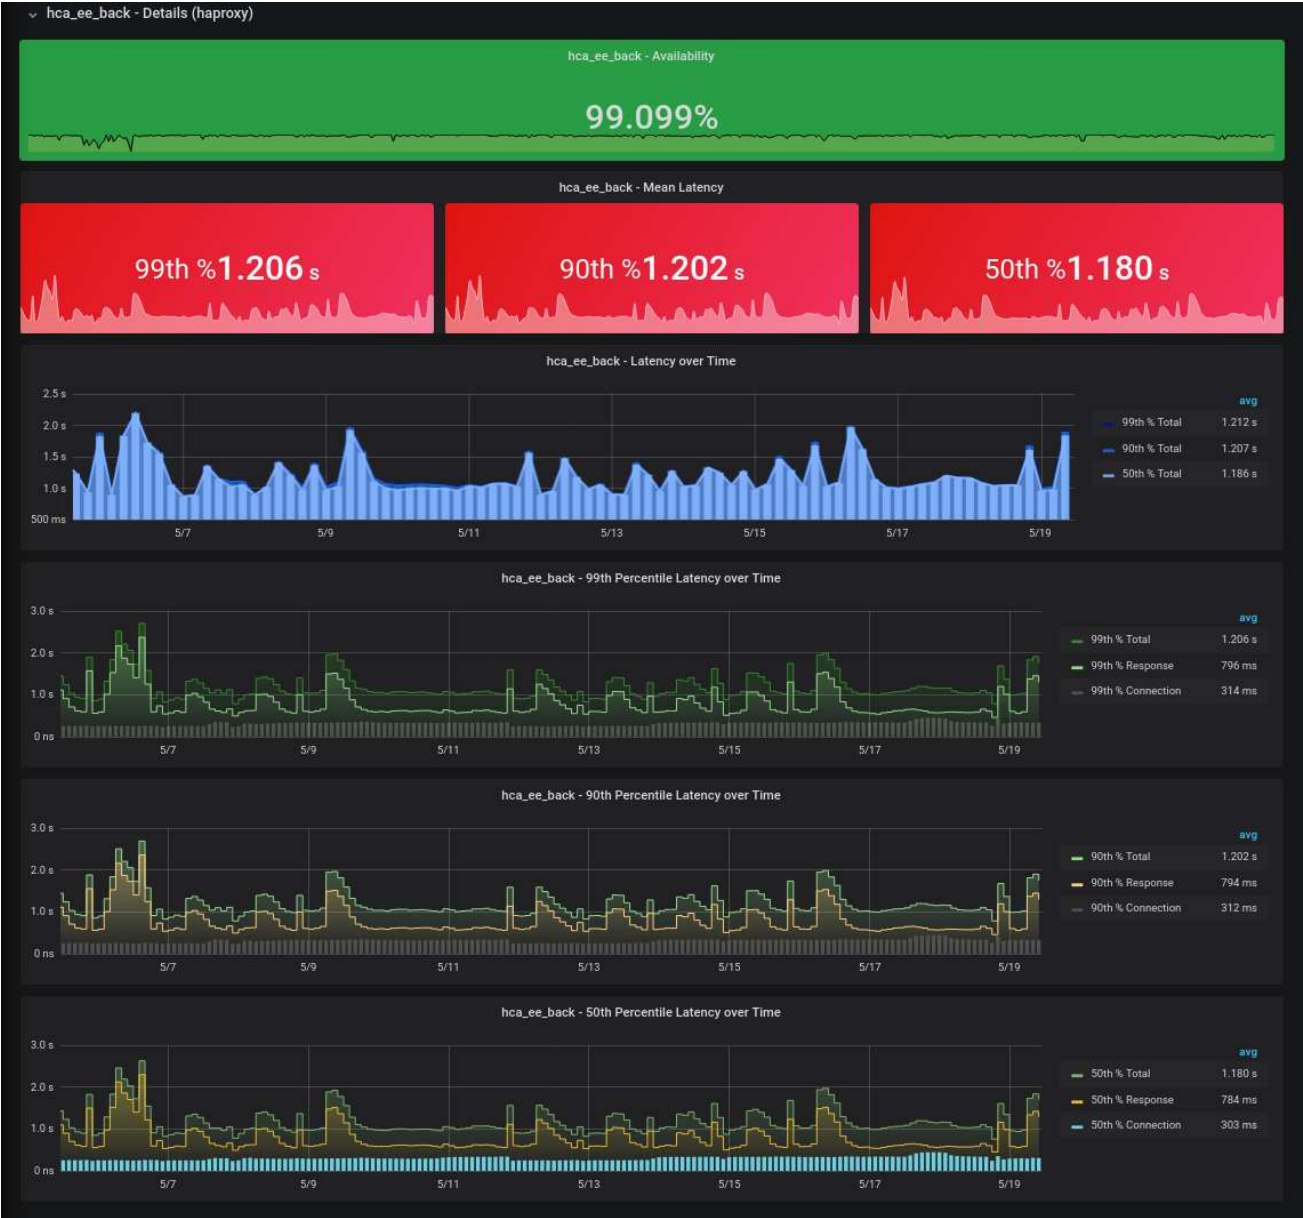 hca_ee_back - Details (haproxy)
hca_ee_back - Availability
99.099%
hca_ee_back - Mean Latency
99th % 1.206 s
90th % 1.202 s
50th % 1.180 s
hca_ee_back - Latency over Time
2.5 s
2.0 s
1.5 s
1.0 s
500 ms
5/7 5/9 5/11 5/13 5/15 5/17 5/19
avg
99th % Total 1.212 s
90th % Total 1.207 s
50th % Total 1.186 s
hca_ee_back - 99th Percentile Latency over Time
3.0 s
2.0 s
1.0 s
0 ns
5/7 5/9 5/11 5/13 5/15 5/17 5/19
avg
99th % Total 1.206 s
99th % Response 796 ms
99th % Connection 314 ms
hca_ee_back - 90th Percentile Latency over Time
3.0 s
2.0 s
1.0 s
0 ns
5/7 5/9 5/11 5/13 5/15 5/17 5/19
avg
90th % Total 1.202 s
90th % Response 794 ms
90th % Connection 312 ms
hca_ee_back - 50th Percentile Latency over Time
3.0 s
2.0 s
1.0 s
0 ns
5/7 5/9 5/11 5/13 5/15 5/17 5/19
avg
50th % Total 1.180 s
50th % Response 784 ms
50th % Connection 303 ms